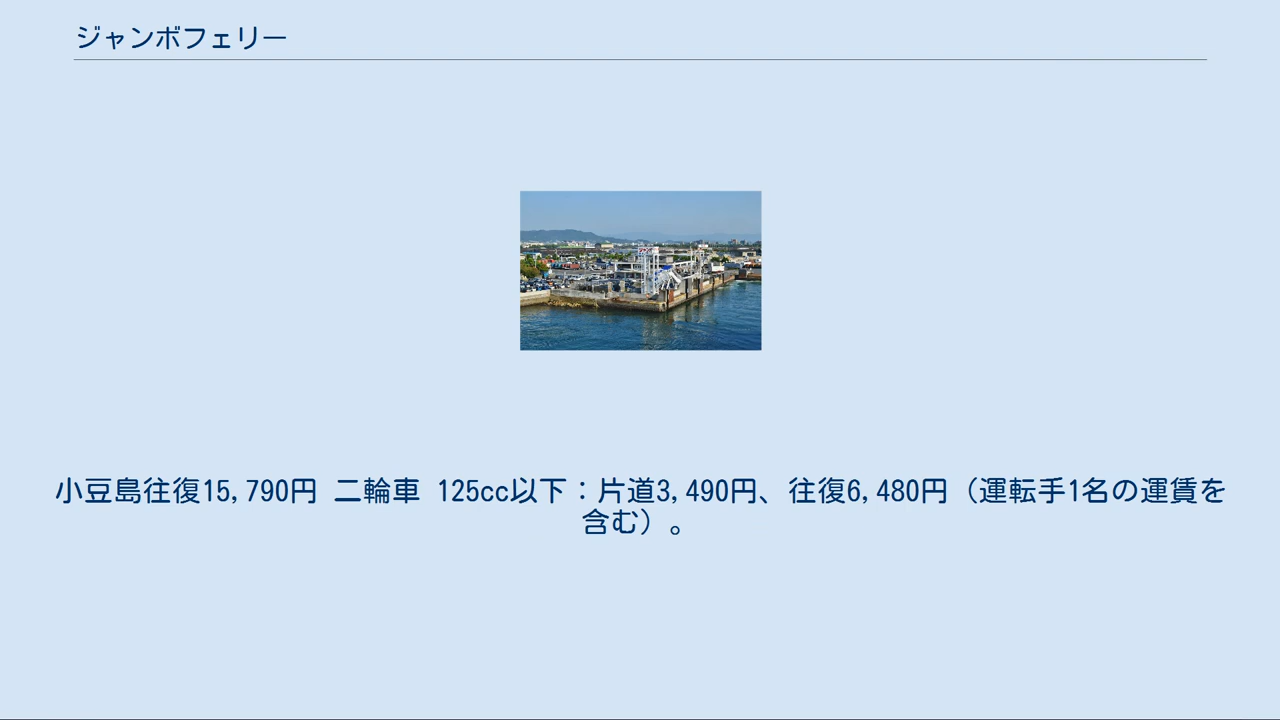 ジャンボフェリー
小豆島往復15,790円 二輪車 125cc以下：片道3,490円、往復6,480円（運転手1名の運賃を
含む）。